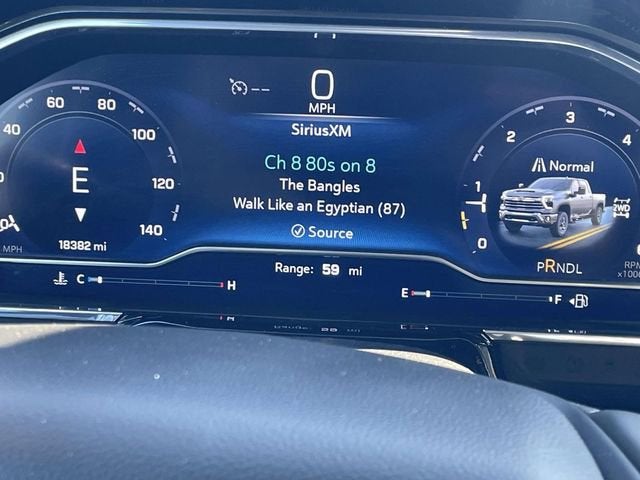 0
MPH
SiriusXM
Ch 8 80s on 8
The Bangles
Walk Like an Egyptian (87)
Source
Range: 59 mi
40 60 80 100 120 140
E
18382 mi
MPH
C H
0 1 2 3 4
Normal
2WD
PRNDL
RPM
x1000
E F